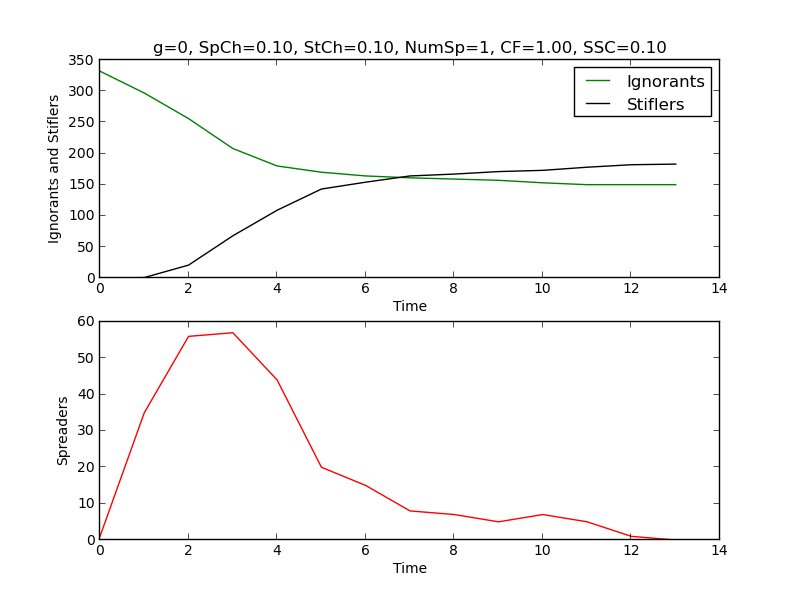 g=0, SpCh=0.10, StCh=0.10, NumSp=1, CF=1.00, SSC=0.10
350
300
250
200
150
100
50
0
Ignorants and Stiflers
Ignorants
Stiflers
0 2 4 6 8 10 12 14
Time
60
50
40
30
20
10
0
Spreaders
0 2 4 6 8 10 12 14
Time